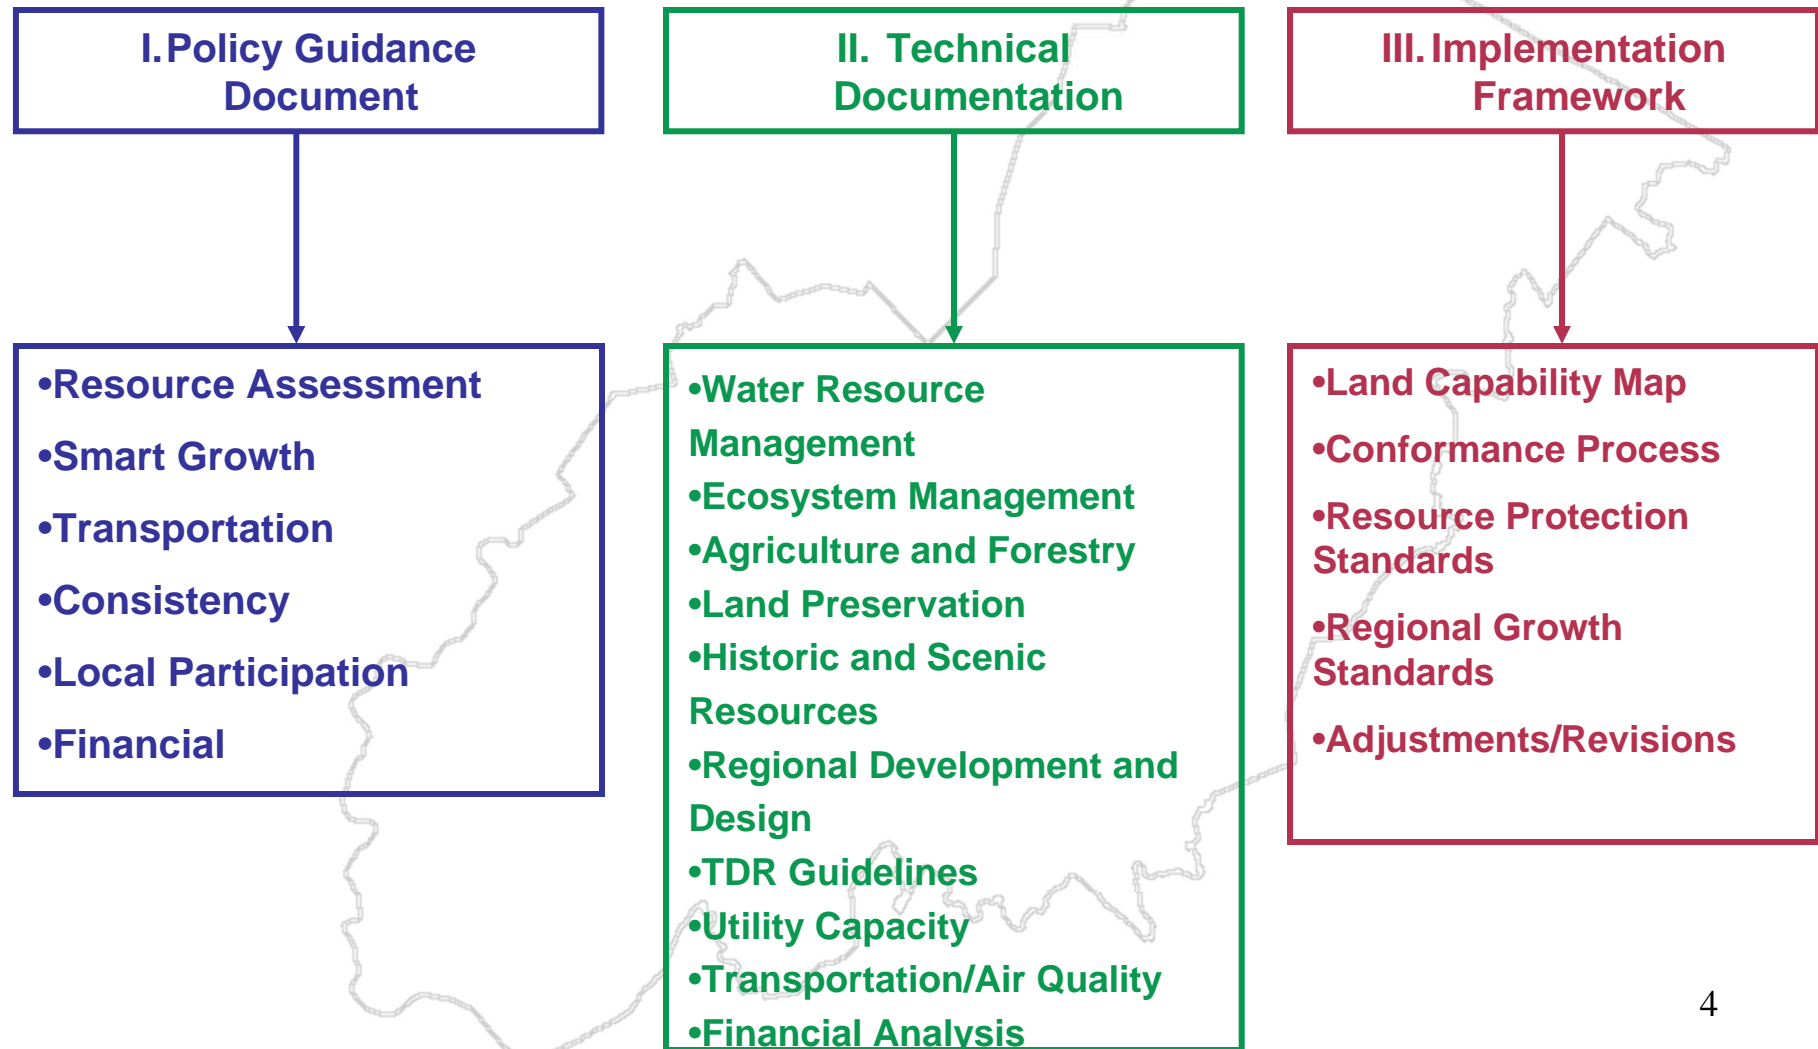 I. Policy Guidance
Document
•Resource Assessment
•Smart Growth
•Transportation
•Consistency
•Local Participation
•Financial
II. Technical
Documentation
•Water Resource
Management
•Ecosystem Management
•Agriculture and Forestry
•Land Preservation
•Historic and Scenic
Resources
•Regional Development and
Design
•TDR Guidelines
•Utility Capacity
•Transportation/Air Quality
•Financial Analysis
III. Implementation
Framework
•Land Capability Map
•Conformance Process
•Resource Protection
Standards
•Regional Growth
Standards
•Adjustments/Revisions
4